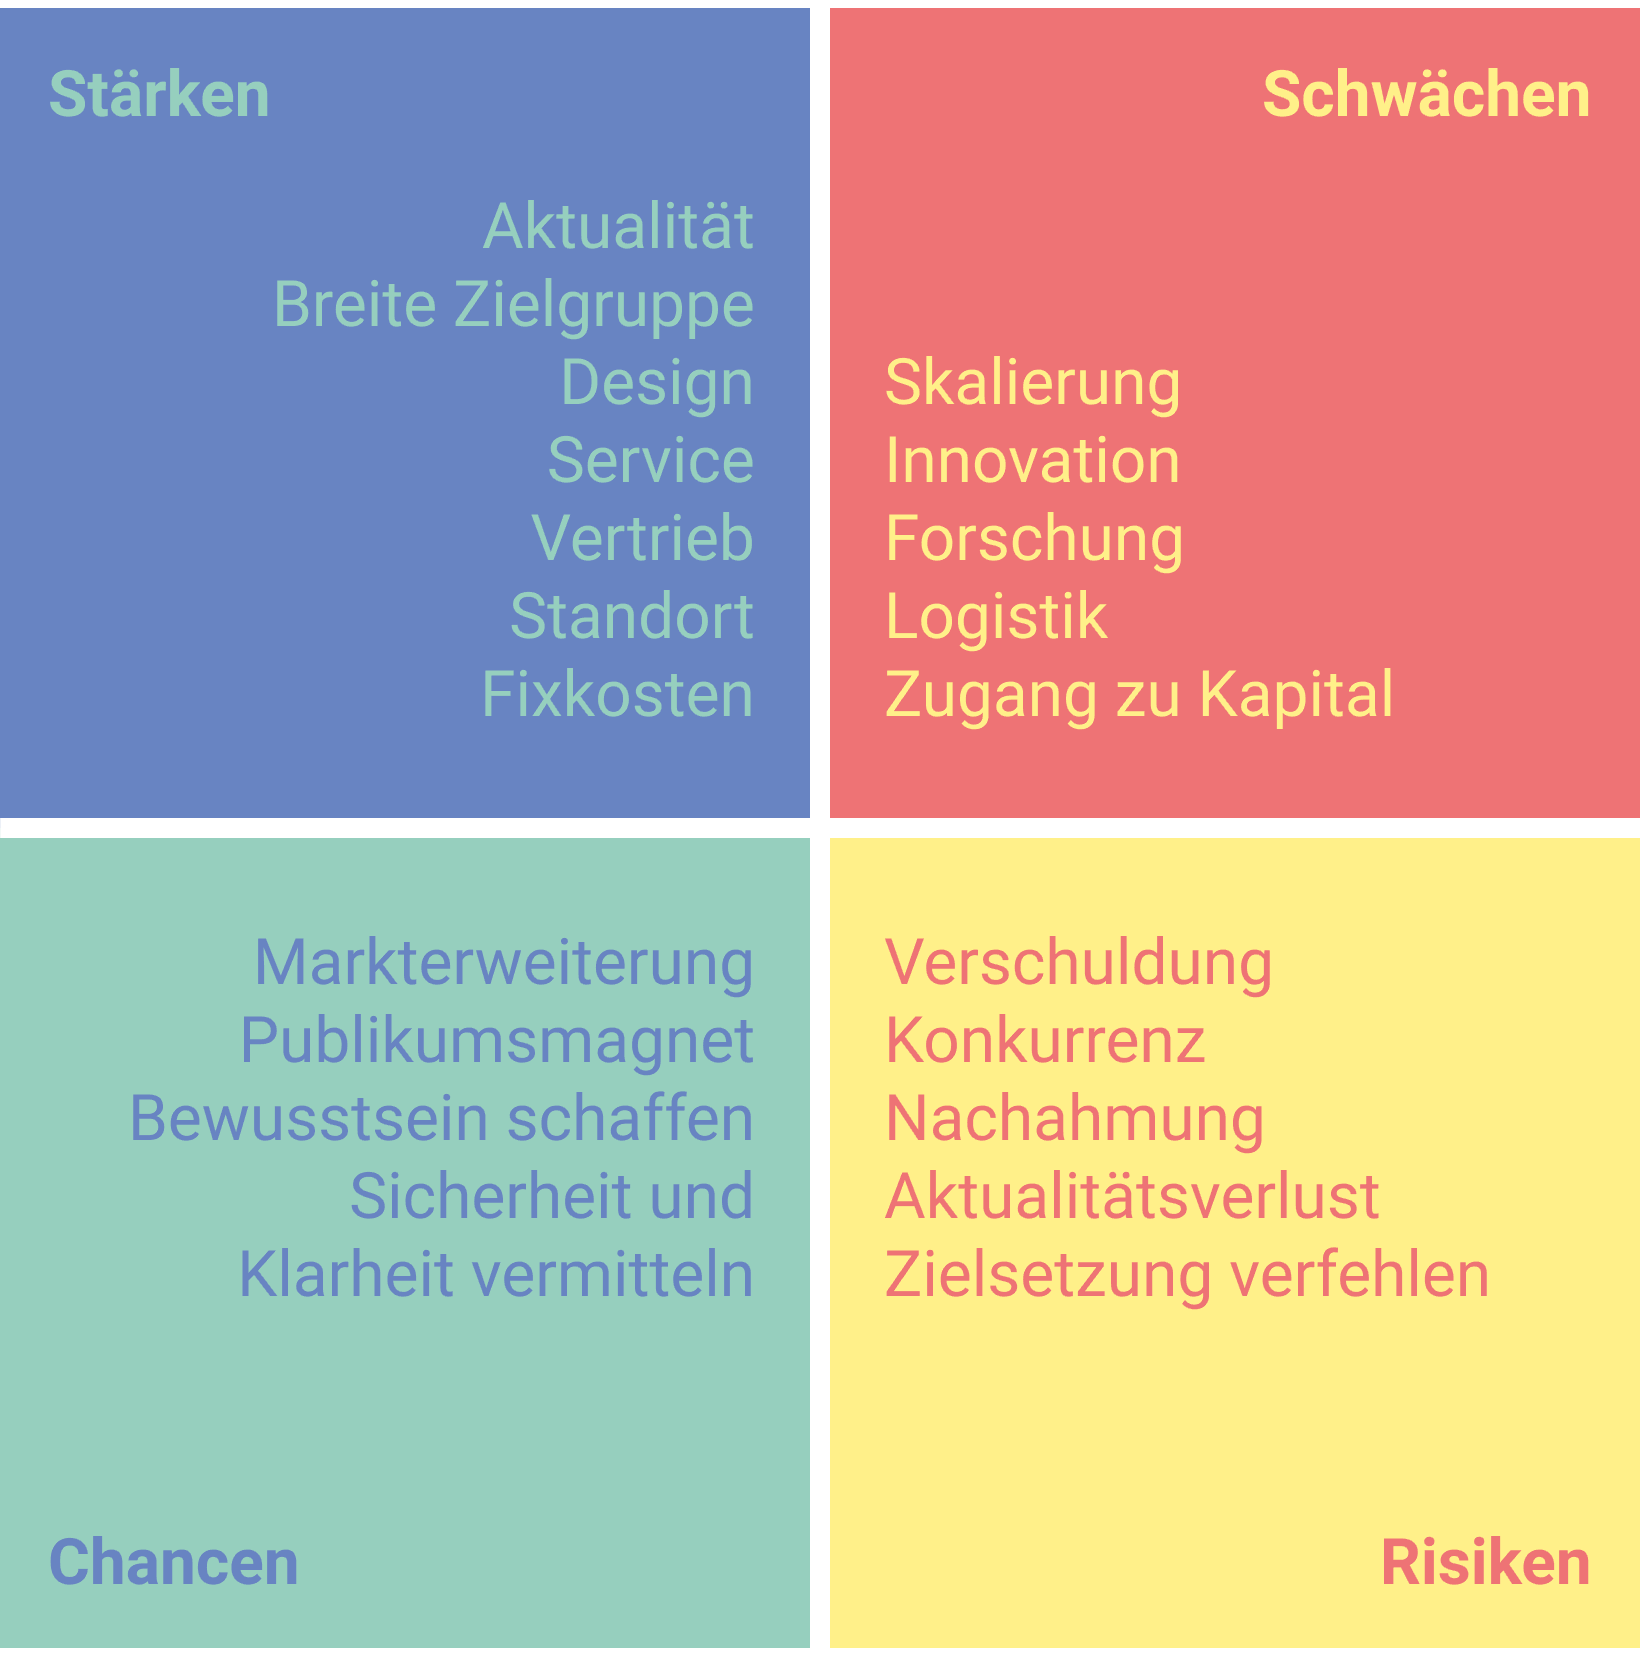 Stärken
Aktualität
Breite Zielgruppe
Design
Service
Vertrieb
Standort
Fixkosten
Schwächen
Skalierung
Innovation
Forschung
Logistik
Zugang zu Kapital
Markterweiterung
Publikumsmagnet
Bewusstsein schaffen
Sicherheit und
Klarheit vermitteln
Chancen
Verschuldung
Konkurrenz
Nachahmung
Aktualitätsverlust
Zielsetzung verfehlen
Risiken